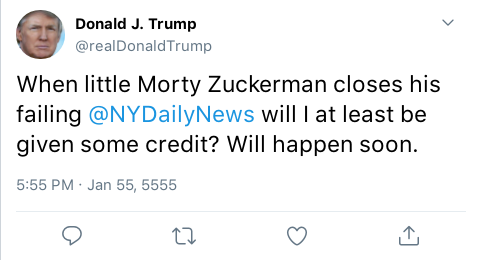 Donald J. Trump
@realDonaldTrump
When little Morty Zuckerman closes his
failing @NYDailyNews will I at least be
given some credit? Will happen soon.
5:55 PM · Jan 55, 5555